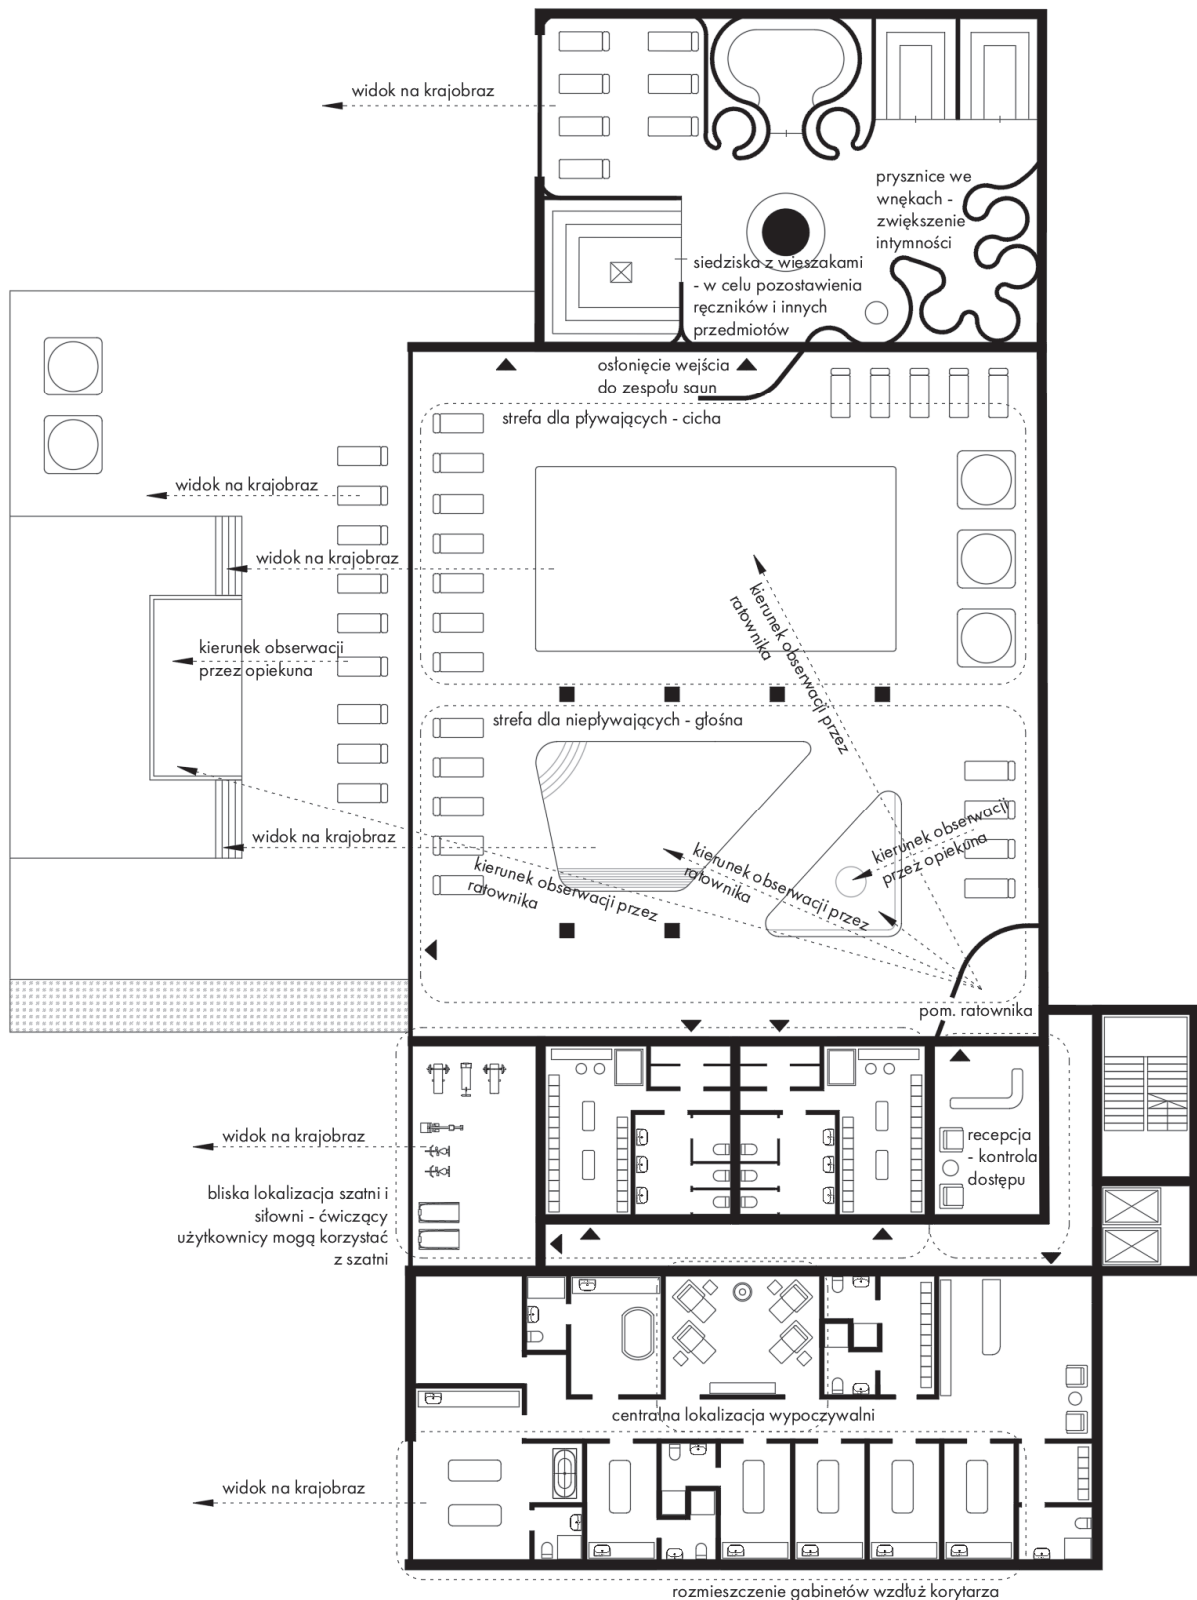 widok na krajobraz
prysznice we
wnękach -
zwiększenie
intymności
siedziska z wieszakami
- w celu pozostawienia
ręczników i innych
przedmiotów
osłonięcie wejścia
do zespołu saun
strefa dla pływających - cicha
widok na krajobraz
widok na krajobraz
kierunek obserwacji przez
ratownika
kierunek obserwacji
przez opiekuna
strefa dla niepływających - głośna
widok na krajobraz
kierunek obserwacji
przez opiekuna
kierunek obserwacji przez
ratownika
kierunek obserwacji przez
ratownika
pom. ratownika
widok na krajobraz
recepcja
- kontrola
dostępu
bliska lokalizacja szatni i
siłowni - ćwiczący
użytkownicy mogą korzystać
z szatni
centralna lokalizacja wypoczywalni
widok na krajobraz
rozmieszczenie gabinetów wzdłuż korytarza